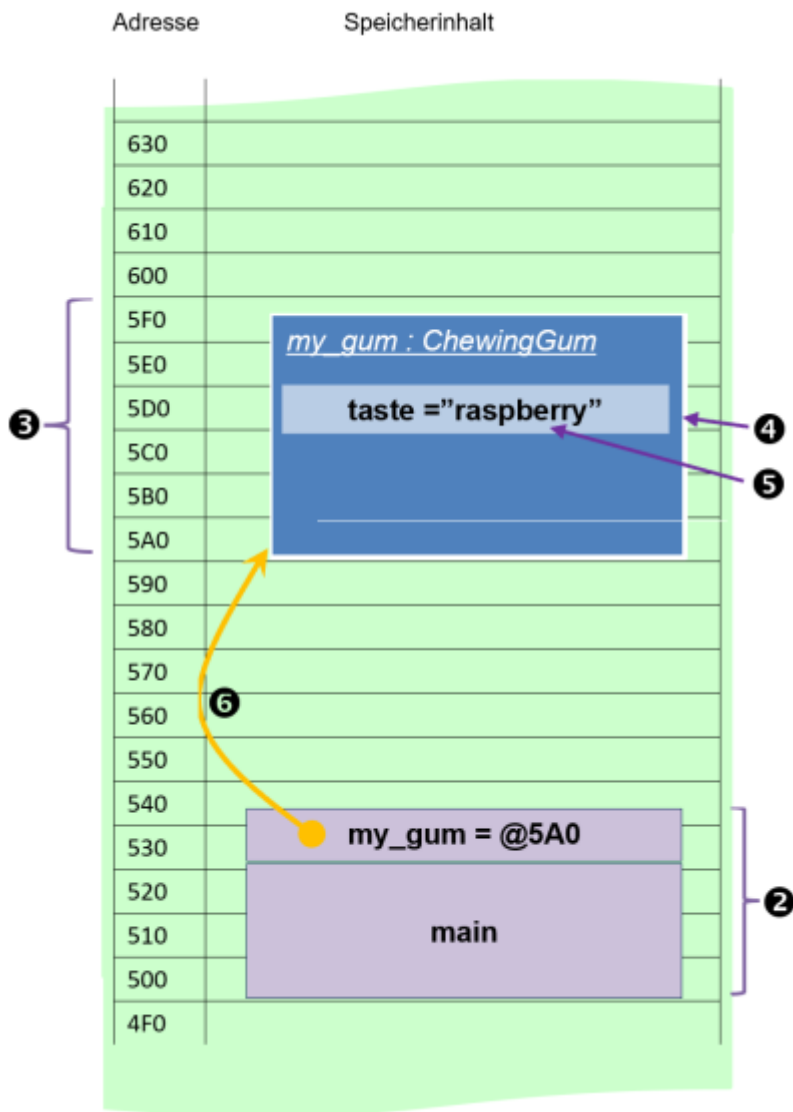 Adresse Speicherinhalt
630
620
610
600
5F0
my_gum : ChewingGum
5E0
5D0 taste =”raspberry”
❸ ❹
5C0
❺
5B0
5A0
590
580
570
❻
560
550
540
530 my_gum = @5A0
520
❷
510 main
500
4F0